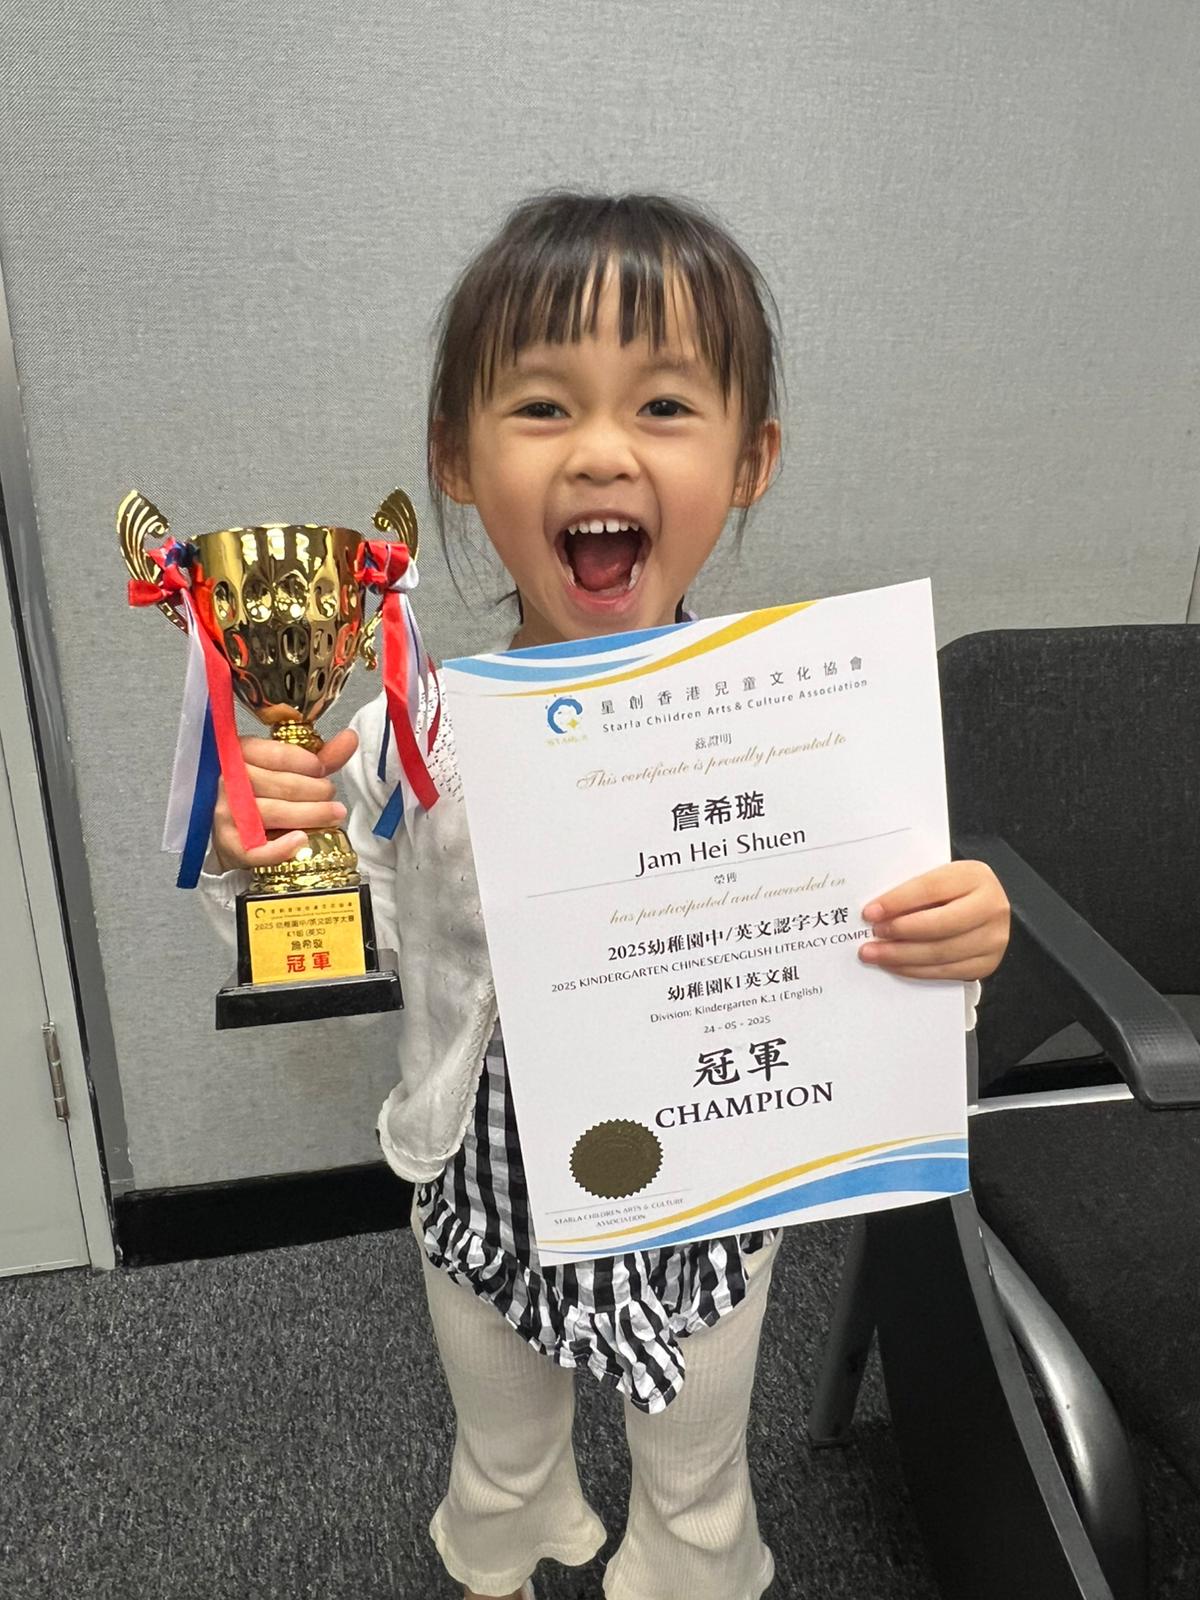 星創香港兒童文化協會
Starla Children Arts & Culture Association
茲證明
This certificate is proudly presented to
詹希璇
Jam Hei Shuen
榮獲
has participated and awarded in
2025幼稚園中/英文認字大賽
2025 KINDERGARTEN CHINESE/ENGLISH LITERACY COMPE
幼稚園K1英文組
Division: Kindergarten K.1 (English)
24 - 05 - 2025
冠軍
CHAMPION
STARLA CHILDREN ARTS & CULTURE
ASSOCIATION
2025 幼稚園中/英文認字大賽
K1組 (英文)
詹希璇
冠軍